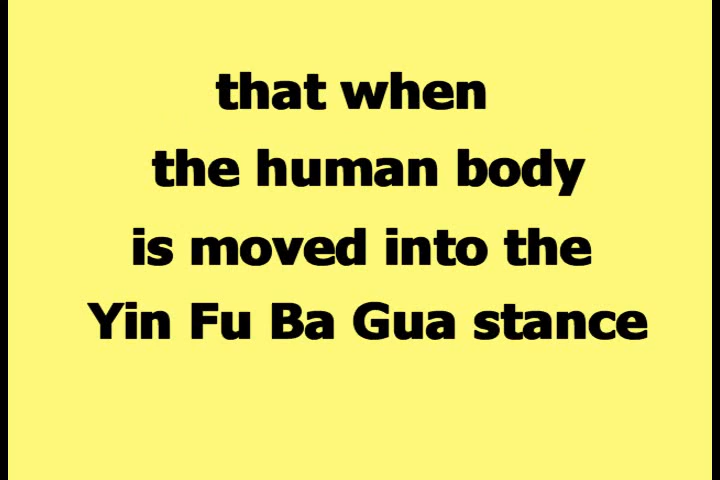 that when
the human body
is moved into the
Yin Fu Ba Gua stance